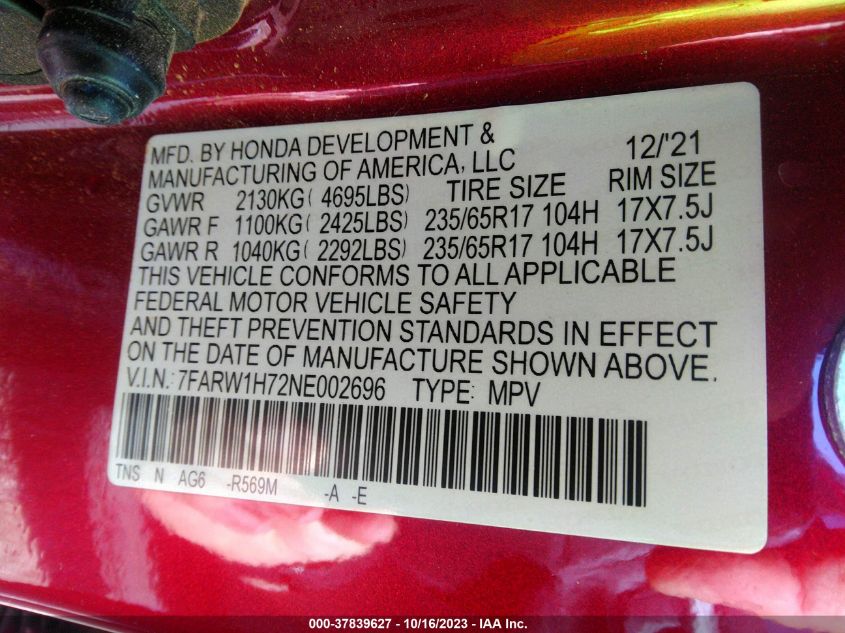 MFD. BY HONDA DEVELOPMENT & 12/'21
MANUFACTURING OF AMERICA, LLC
GVWR 2130KG( 4695LBS) TIRE SIZE RIM SIZE
GAWR F 1100KG( 2425LBS) 235/65R17 104H 17X7.5J
GAWR R 1040KG( 2292LBS) 235/65R17 104H 17X7.5J
THIS VEHICLE CONFORMS TO ALL APPLICABLE
FEDERAL MOTOR VEHICLE SAFETY
AND THEFT PREVENTION STANDARDS IN EFFECT
ON THE DATE OF MANUFACTURE SHOWN ABOVE.
V.I.N.: 7FARW1H72NE002696 TYPE: MPV
TNS N AG6 -R569M -A -E
000-37839627 - 10/16/2023 - IAA Inc.